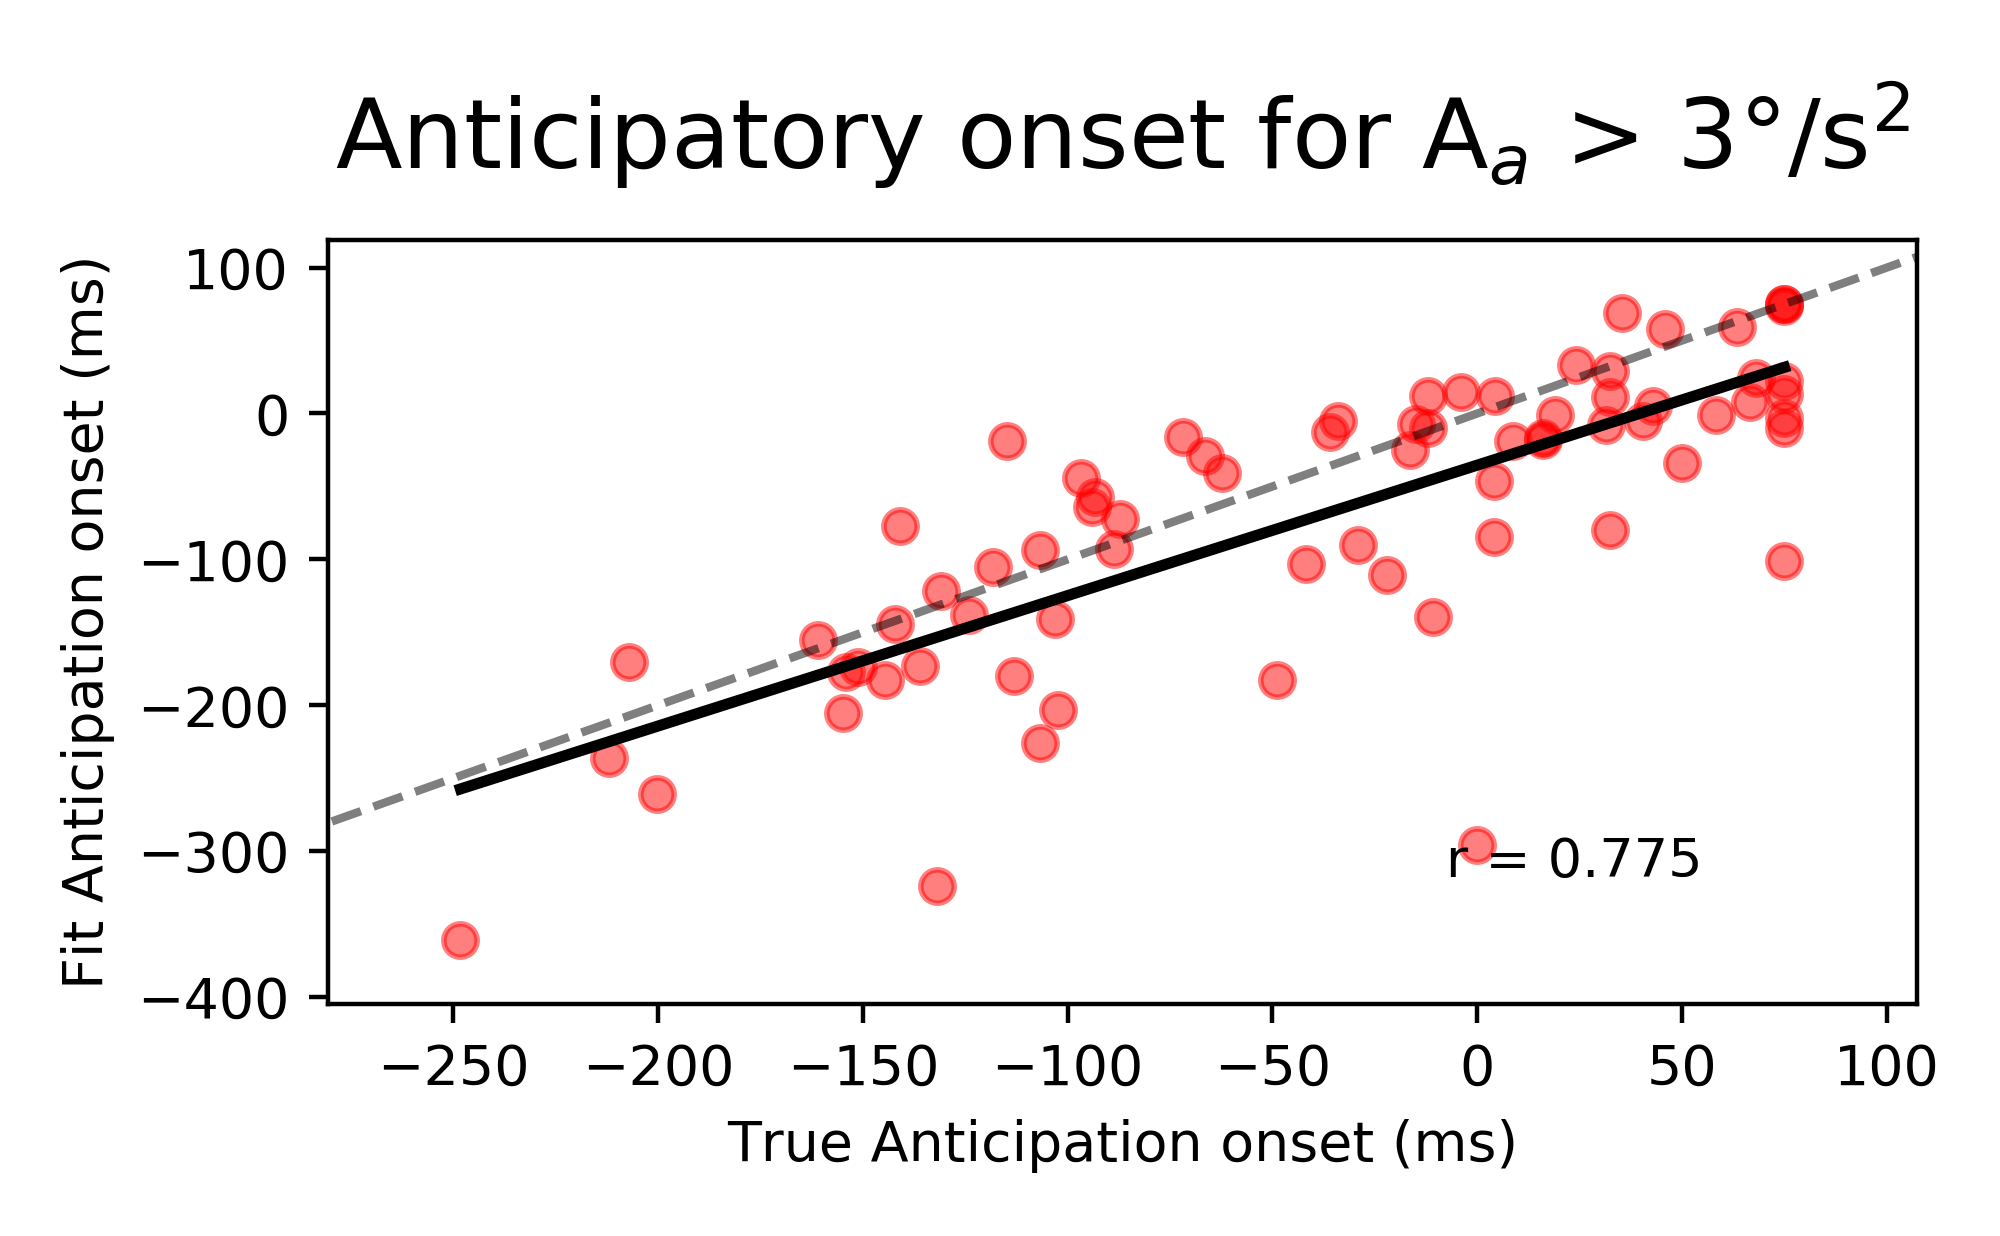 Anticipatory onset for Aₐ > 3°/s²
Fit Anticipation onset (ms)
100
0
−100
−200
−300
−400
r = 0.775
−250 −200 −150 −100 −50 0 50 100
True Anticipation onset (ms)